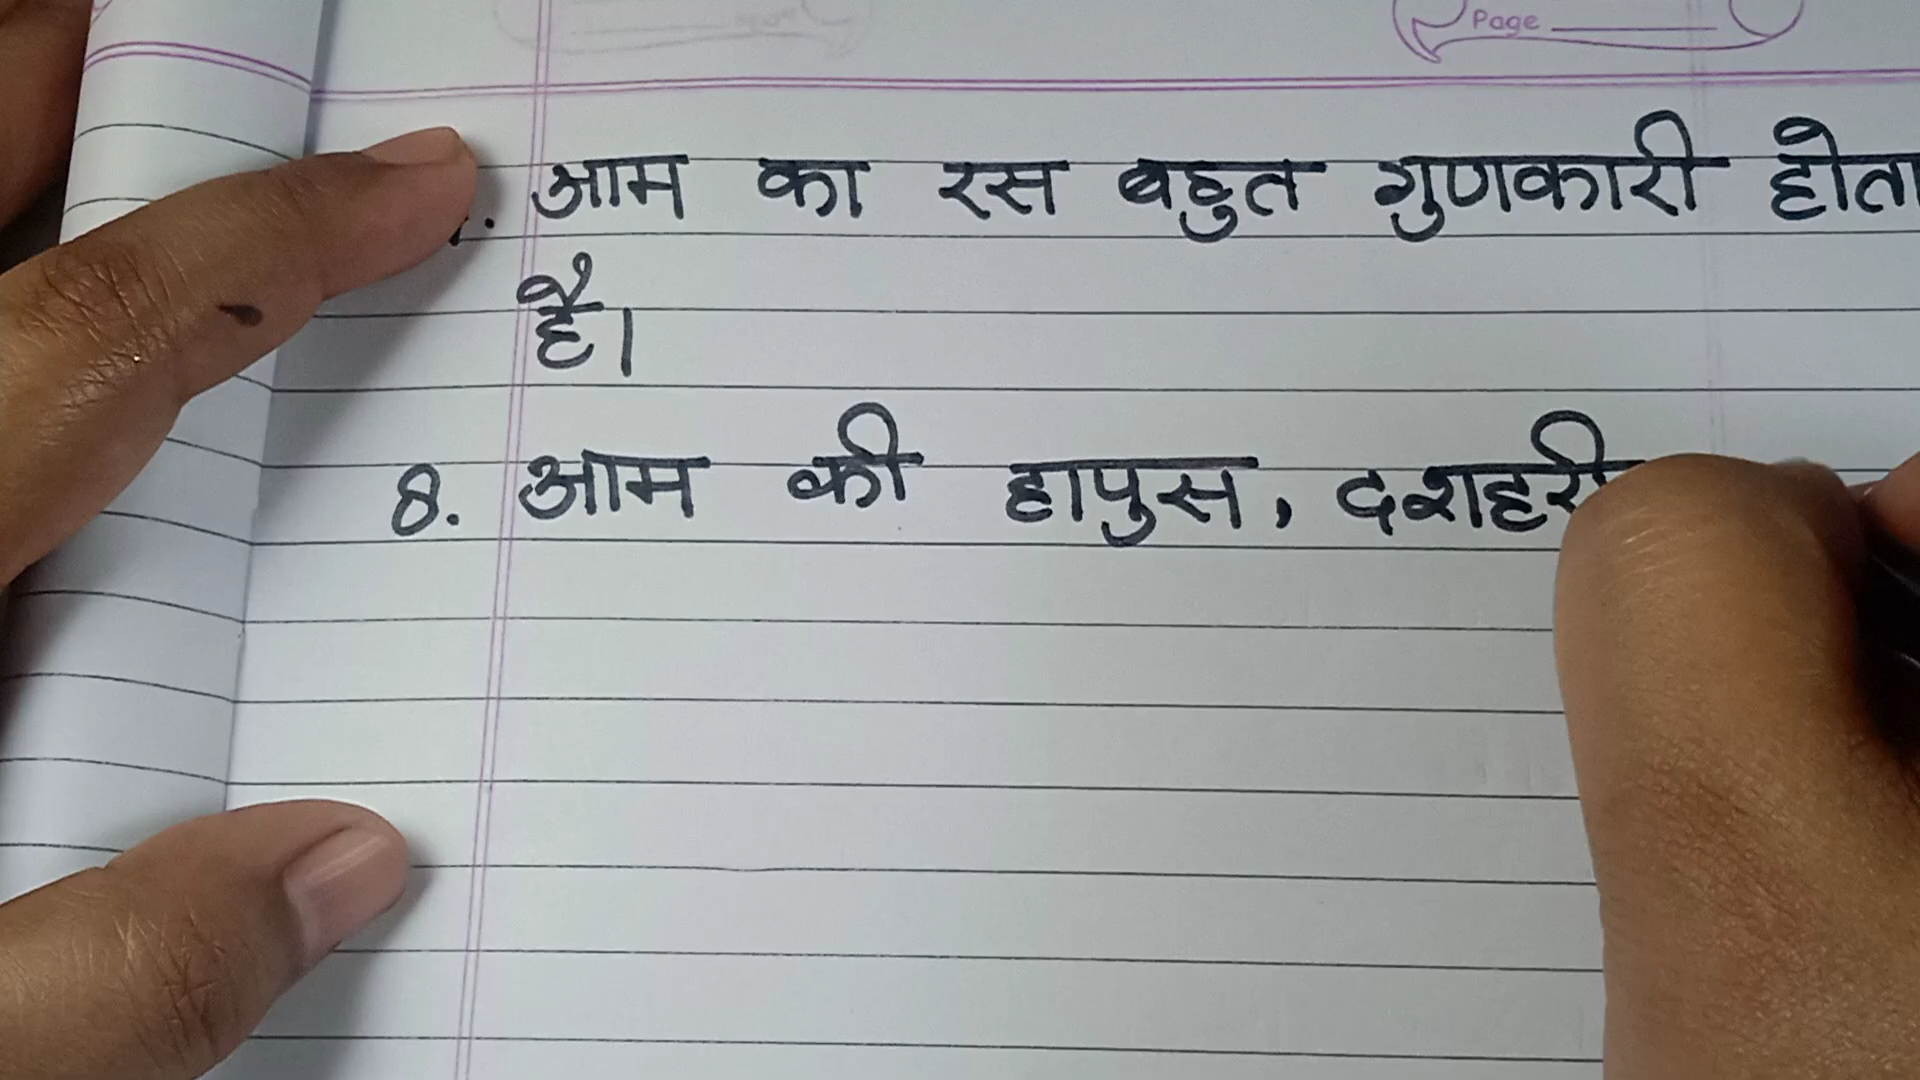 Page
. आम का रस बहुत गुणकारी होता
है।
8. आम की हापुस, दशहरी